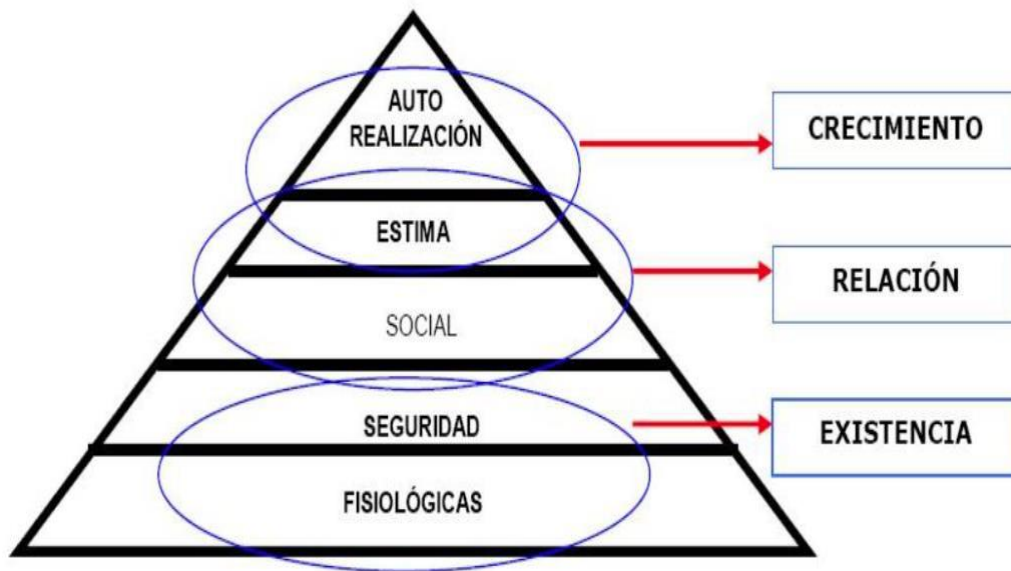 AUTO
REALIZACIÓN
CRECIMIENTO
ESTIMA
RELACIÓN
SOCIAL
SEGURIDAD
EXISTENCIA
FISIOLÓGICAS